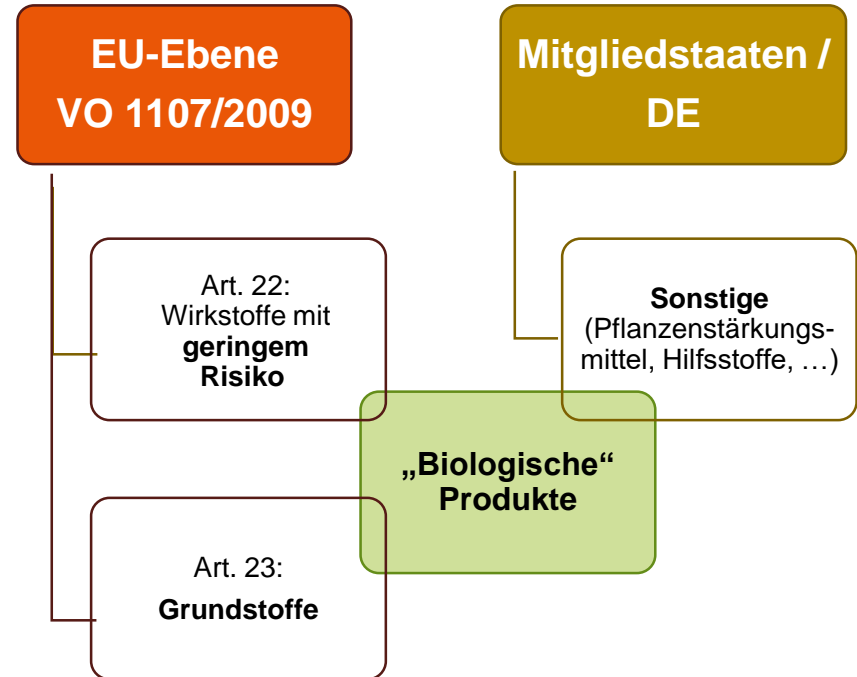 EU-Ebene
VO 1107/2009
Mitgliedstaaten /
DE
Art. 22:
Wirkstoffe mit
geringem
Risiko
Sonstige
(Pflanzenstärkungs-
mittel, Hilfsstoffe, …)
„Biologische“
Produkte
Art. 23:
Grundstoffe